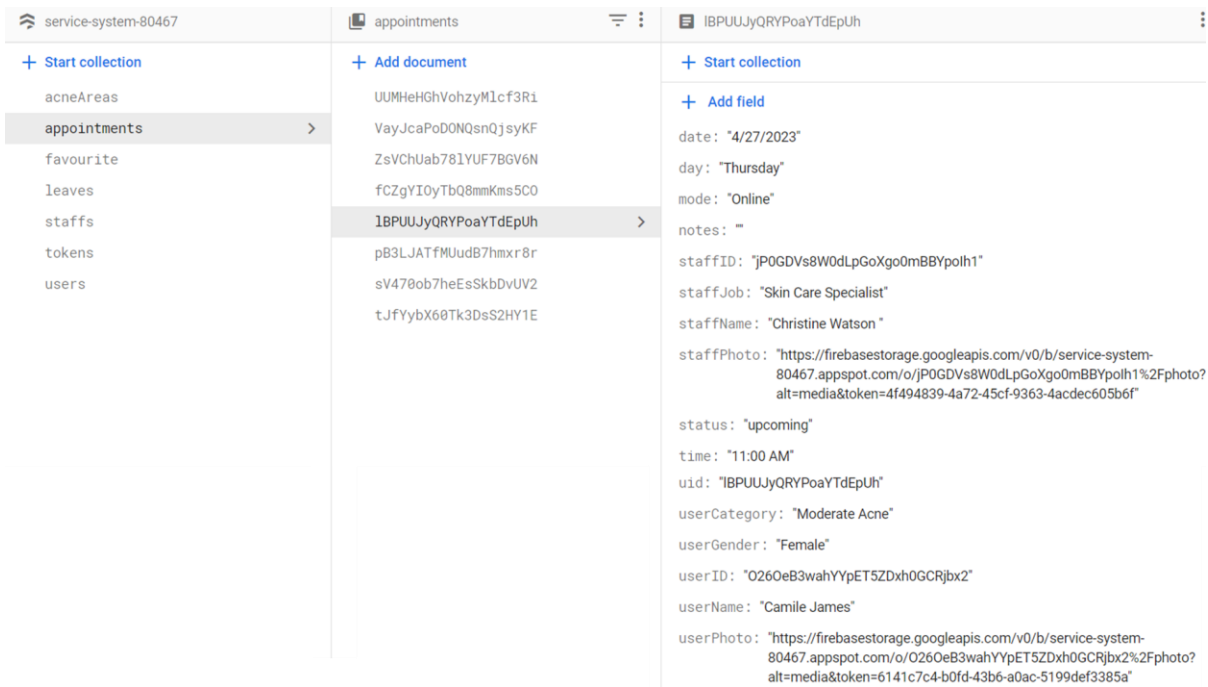 service-system-80467
Start collection
acneAreas
appointments
favourite
leaves
staffs
tokens
users
appointments
Add document
UUMHeHGhVohzyMlcf3Ri
VayJcaPoDONQsnQjsyKF
ZsVChUab78lYUF7BGV6N
fCZgYIOyTbQ8mmKms5CO
lBPUUJyQRYPoaYTdEpUh
pB3LJATfMUudB7hmxr8r
sV470ob7heEsSkbDvUV2
tJfYybX60Tk3DsS2HY1E
lBPUUJyQRYPoaYTdEpUh
Start collection
Add field
date: "4/27/2023"
day: "Thursday"
mode: "Online"
notes: ""
staffID: "jP0GDVs8W0dLpGoXgo0mBBYpoIh1"
staffJob: "Skin Care Specialist"
staffName: "Christine Watson "
staffPhoto: "https://firebasestorage.googleapis.com/v0/b/service-system-
80467.appspot.com/o/jP0GDVs8W0dLpGoXgo0mBBYpoIh1%2Fphoto?
alt=media&token=4f494839-4a72-45cf-9363-4acdec605b6f"
status: "upcoming"
time: "11:00 AM"
uid: "lBPUUJyQRYPoaYTdEpUh"
userCategory: "Moderate Acne"
userGender: "Female"
userID: "O26OeB3wahYYpET5ZDxh0GCRjbx2"
userName: "Camile James"
userPhoto: "https://firebasestorage.googleapis.com/v0/b/service-system-
80467.appspot.com/o/O26OeB3wahYYpET5ZDxh0GCRjbx2%2Fphoto?
alt=media&token=6141c7c4-b0fd-43b6-a0ac-5199def3385a"